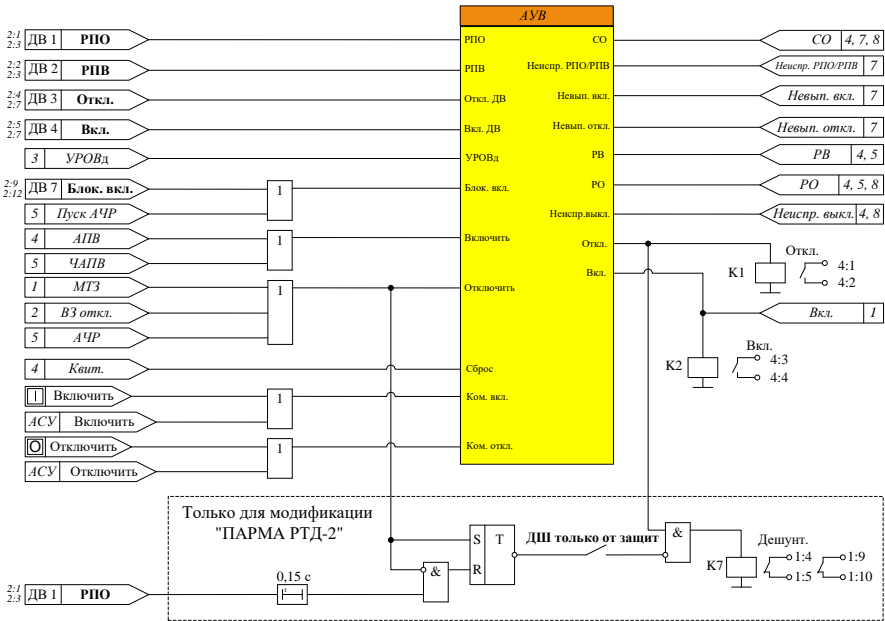 АУВ
2:1
2:3 ДВ 1 РПО
РПО
СО
СО 4, 7, 8
2:2
2:3 ДВ 2 РПВ
РПВ
Неиспр. РПО/РПВ
Неиспр. РПО/РПВ 7
2:4
2:7 ДВ 3 Откл.
Откл. ДВ
Невып. вкл.
Невып. вкл. 7
2:5
2:7 ДВ 4 Вкл.
Вкл. ДВ
Невып. откл.
Невып. откл. 7
3 УРОВд
УРОВд
РВ
РВ 4, 5
2:9
2:12 ДВ 7 Блок. вкл.
1
Блок. вкл.
РО
РО 4, 5, 8
5 Пуск АЧР
Неиспр.выкл.
Неиспр. выкл. 4, 8
4 АПВ
1
Включить
Откл.
5 ЧАПВ
Вкл.
Откл.
К1
4:1
4:2
1 МТЗ
1
Отключить
2 ВЗ откл.
Вкл. 1
5 АЧР
4 Квит.
Сброс
Вкл.
К2
4:3
4:4
Включить
1
Ком. вкл.
АСУ Включить
Отключить
1
Ком. откл.
АСУ Отключить
Только для модификации
"ПАРМА РТД-2"
S T
R
ДШ только от защит
&
Дешунт.
К7
1:4
1:5
1:9
1:10
&
0,15 с
2:1
2:3 ДВ 1 РПО